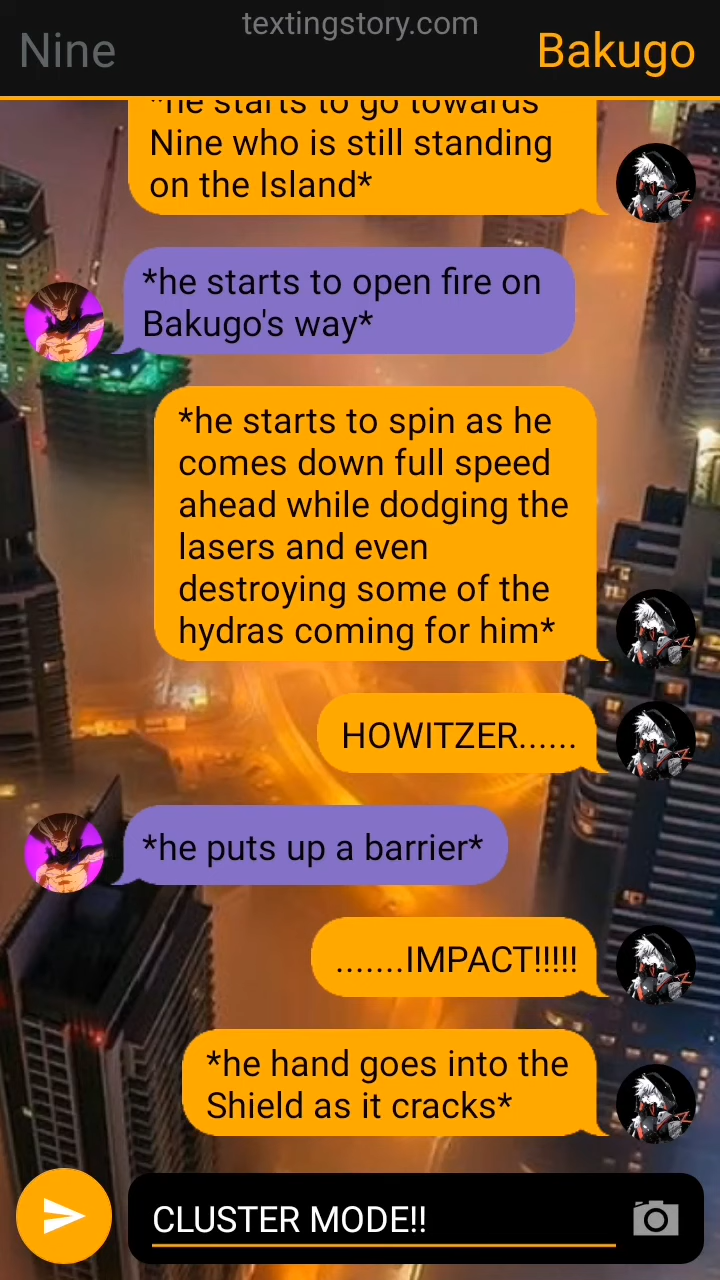 textingstory.com
Nine
Bakugo
*he starts to go towards
Nine who is still standing
on the Island*
*he starts to open fire on
Bakugo's way*
*he starts to spin as he
comes down full speed
ahead while dodging the
lasers and even
destroying some of the
hydras coming for him*
HOWITZER......
*he puts up a barrier*
.......IMPACT!!!!!
*he hand goes into the
Shield as it cracks*
CLUSTER MODE!!